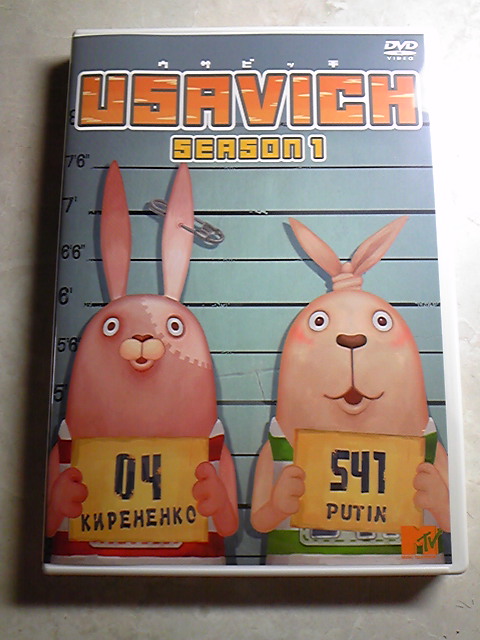 DVD
VIDEO
ウサビッチ
USAVICH
SEASON 1
7'6"
7'
6'6"
6'
5'6"
5'
04
КИРЕНЕНКО
541
PUTIN
MTV